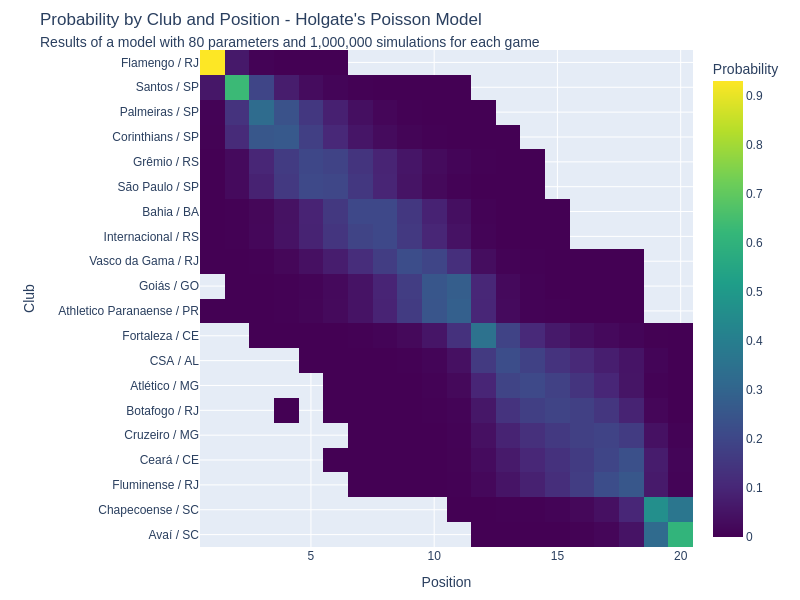 Probability by Club and Position - Holgate's Poisson Model
Results of a model with 80 parameters and 1,000,000 simulations for each game
Probability
Club
Flamengo / RJ
Santos / SP
Palmeiras / SP
Corinthians / SP
Grêmio / RS
São Paulo / SP
Bahia / BA
Internacional / RS
Vasco da Gama / RJ
Goiás / GO
Athletico Paranaense / PR
Fortaleza / CE
CSA / AL
Atlético / MG
Botafogo / RJ
Cruzeiro / MG
Ceará / CE
Fluminense / RJ
Chapecoense / SC
Avaí / SC
0.9
0.8
0.7
0.6
0.5
0.4
0.3
0.2
0.1
0
5
10
15
20
Position